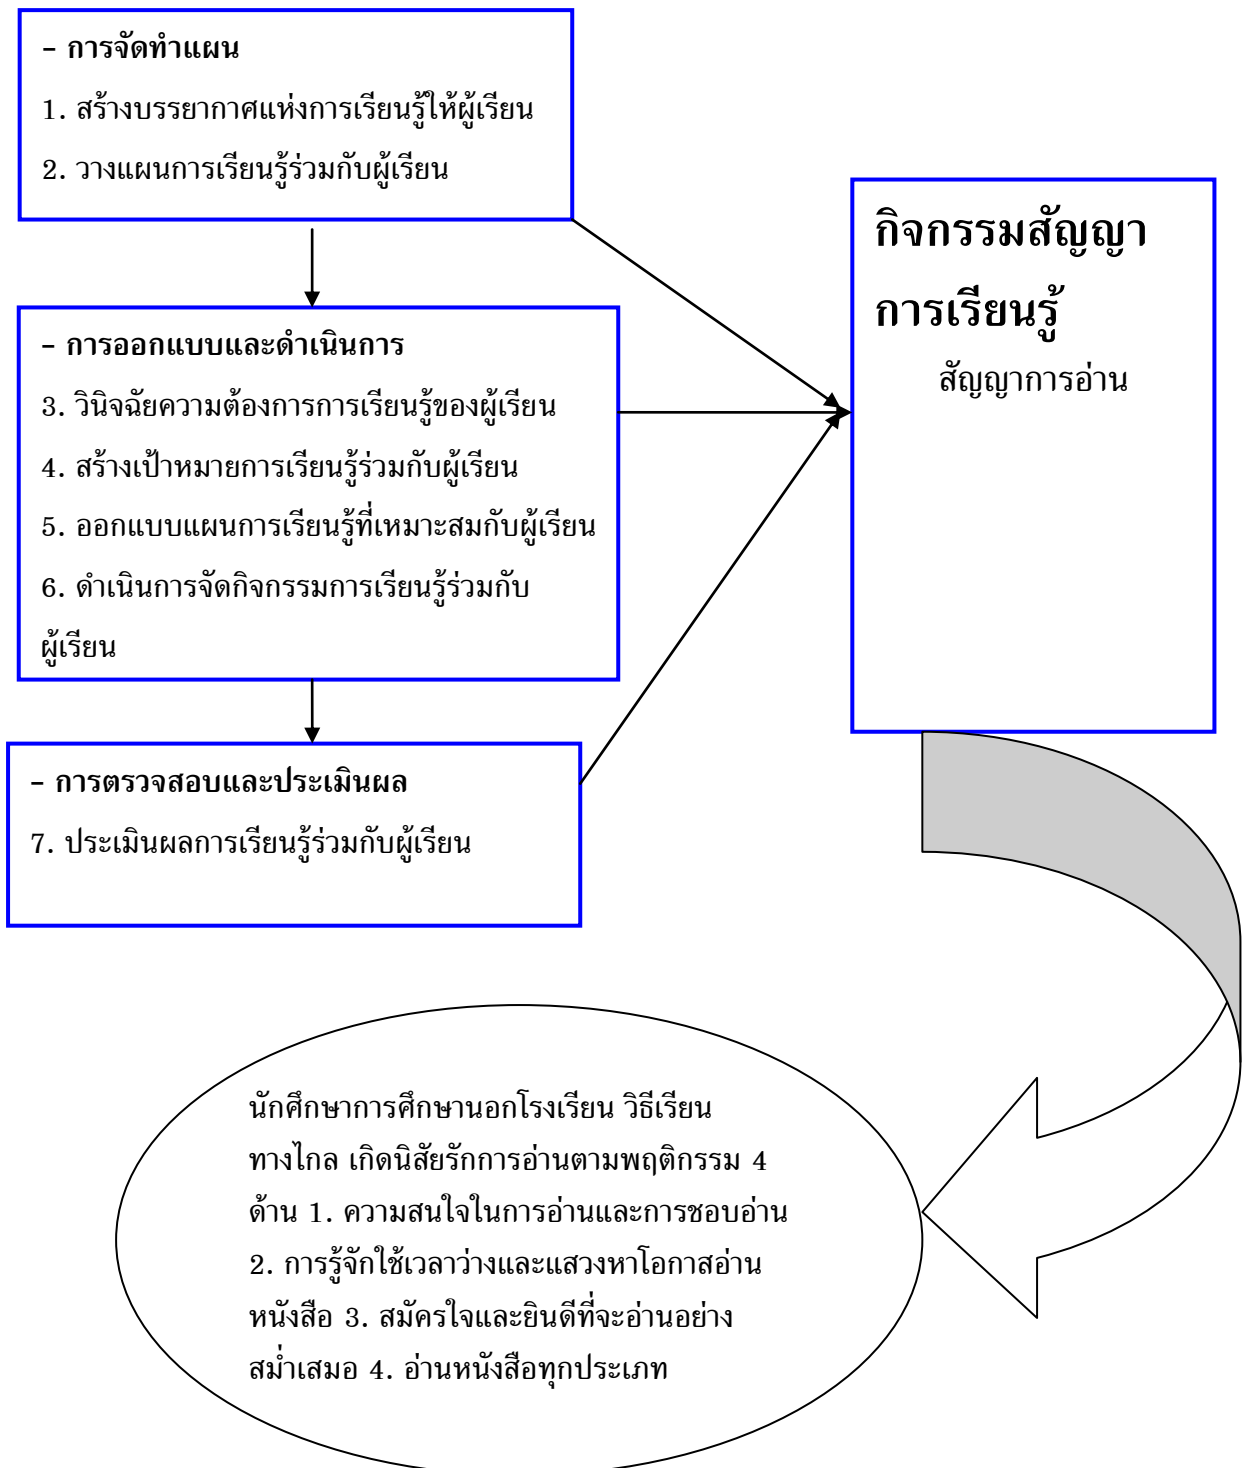 - การจัดทำแผน
1. สร้างบรรยากาศแห่งการเรียนรู้ให้ผู้เรียน
2. วางแผนการเรียนรู้ร่วมกับผู้เรียน
- การออกแบบและดำเนินการ
3. วินิจฉัยความต้องการการเรียนรู้ของผู้เรียน
4. สร้างเป้าหมายการเรียนรู้ร่วมกับผู้เรียน
5. ออกแบบแผนการเรียนรู้ที่เหมาะสมกับผู้เรียน
6. ดำเนินการจัดกิจกรรมการเรียนรู้ร่วมกับ
ผู้เรียน
- การตรวจสอบและประเมินผล
7. ประเมินผลการเรียนรู้ร่วมกับผู้เรียน
กิจกรรมสัญญา
การเรียนรู้
สัญญาการอ่าน
นักศึกษาการศึกษานอกโรงเรียน วิธีเรียน
ทางไกล เกิดนิสัยรักการอ่านตามพฤติกรรม 4
ด้าน 1. ความสนใจในการอ่านและการชอบอ่าน
2. การรู้จักใช้เวลาว่างและแสวงหาโอกาสอ่าน
หนังสือ 3. สมัครใจและยินดีที่จะอ่านอย่าง
สม่ำเสมอ 4. อ่านหนังสือทุกประเภท